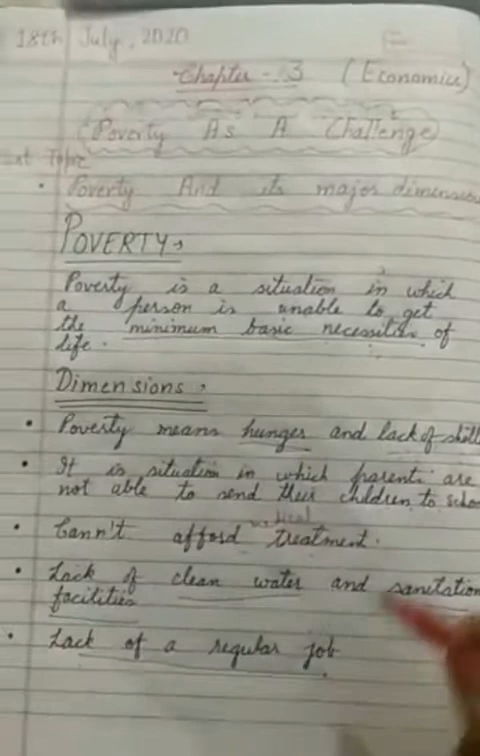 18th July, 2020
Chapter - 3 (Economics)
Poverty As A Challenge
Topic
• Poverty And its major dimension
POVERTY →
Poverty is a situation in which
a person is unable to get
the minimum basic necessities of
life.
Dimensions →
• Poverty means hunger and lack of
• It is situation in which parents are
not able to send their children to
medical
• Cann't afford treatment.
• Lack of clean water and sanitation
facilities
• Lack of a regular job